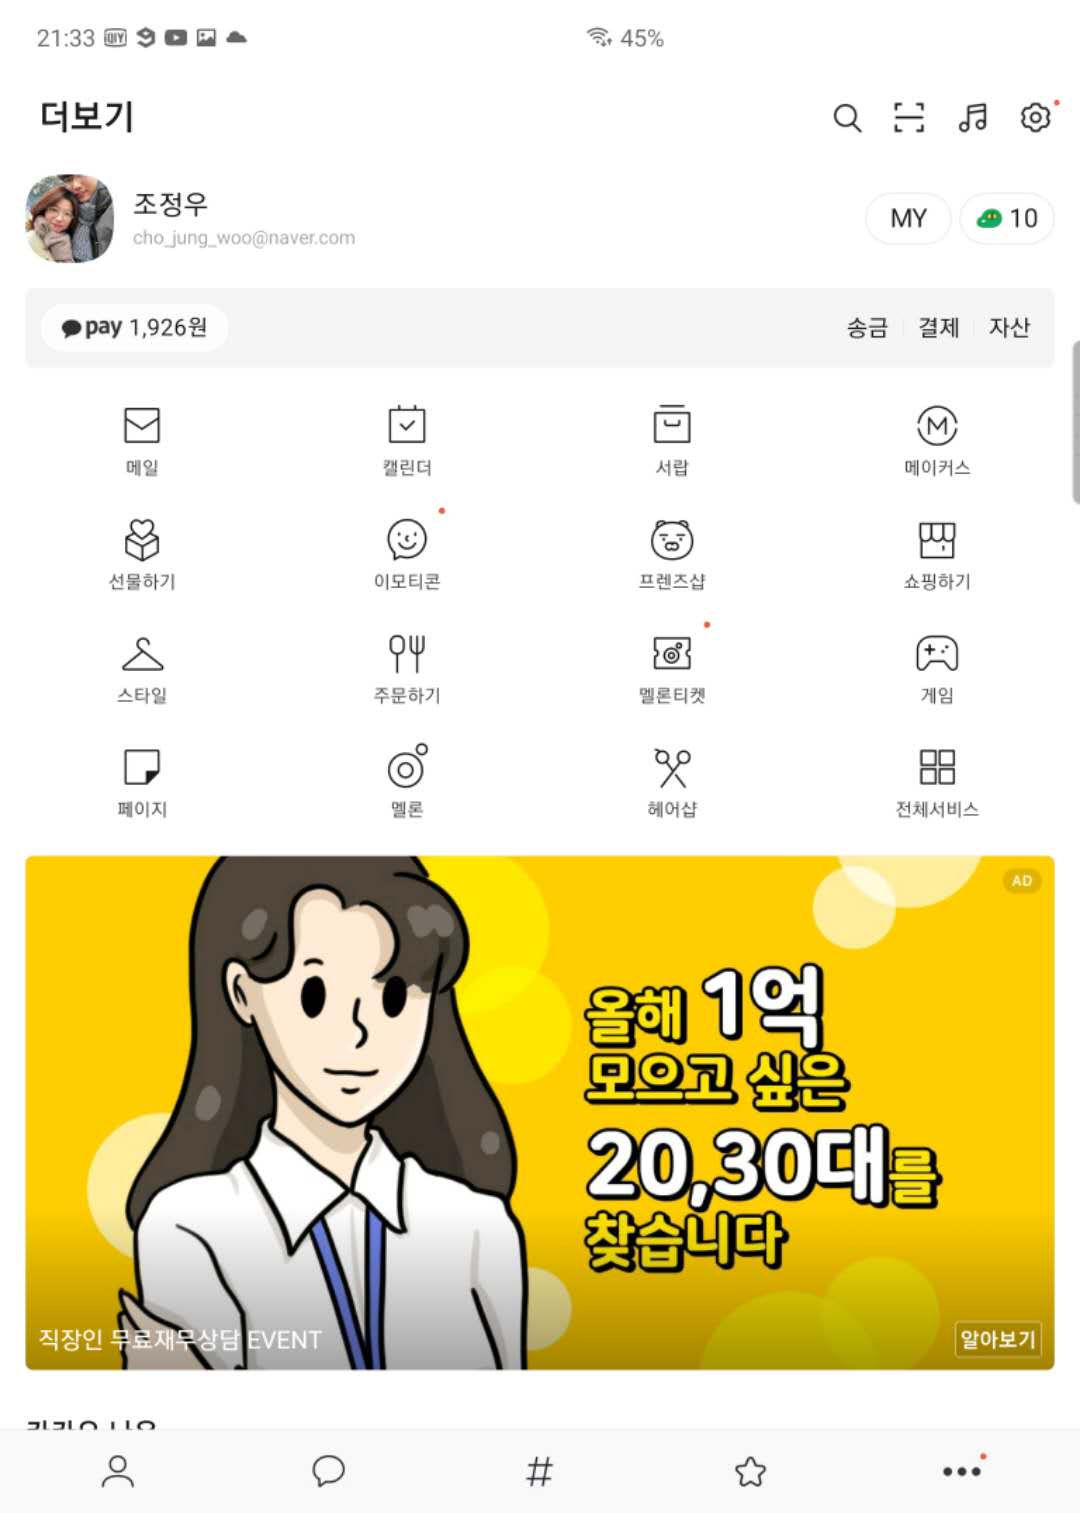 21:33
45%
더보기
조정우
cho_jung_woo@naver.com
MY
10
pay 1,926원
송금 결제 자산
메일 캘린더 서랍 메이커스
선물하기 이모티콘 프렌즈샵 쇼핑하기
스타일 주문하기 멜론티켓 게임
페이지 멜론 헤어샵 전체서비스
AD
올해 1억
모으고 싶은
20,30대를
찾습니다
직장인 무료재무상담 EVENT
알아보기